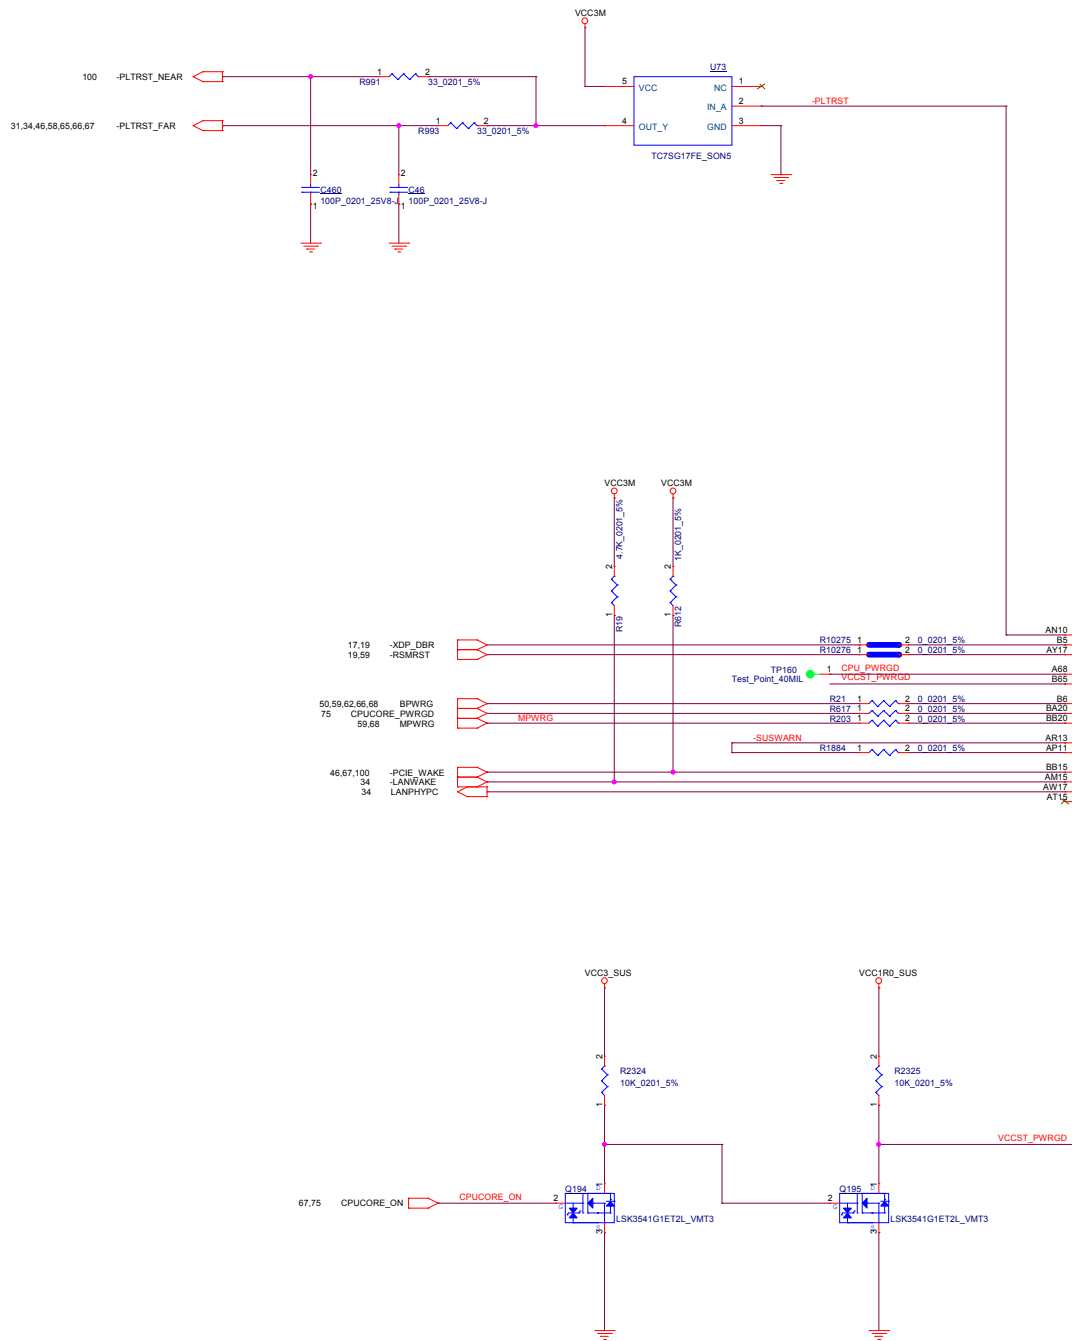 VCC3M
U73
100 -PLTRST_NEAR 1 2
R991 33_0201_5%
5 VCC NC 1
IN_A 2 -PLTRST
31,34,46,58,65,66,67 -PLTRST_FAR 1 2
R993 33_0201_5%
4 OUT_Y GND 3
TC7SG17FE_SON5
2 2
C460 C46
100P_0201_25V8-J 100P_0201_25V8-J
1 1
VCC3M VCC3M
4.7K_0201_5% 1K_0201_5%
2 2
1 1
R19 R612
AN10
17,19 -XDP_DBR R10275 1 2 0_0201_5% B5
19,59 -RSMRST R10276 1 2 0_0201_5% AY17
TP160 1 CPU_PWRGD A68
Test_Point_40MIL VCCST_PWRGD B65
50,59,62,66,68 BPWRG R21 1 2 0_0201_5% B6
75 CPUCORE_PWRGD R617 1 2 0_0201_5% BA20
59,68 MPWRG MPWRG R203 1 2 0_0201_5% BB20
-SUSWARN AR13
R1884 1 2 0_0201_5% AP11
46,67,100 -PCIE_WAKE BB15
34 -LANWAKE AM15
34 LANPHYPC AW17
AT15
VCC3_SUS VCC1R0_SUS
2 2
R2324 R2325
10K_0201_5% 10K_0201_5%
1 1
VCCST_PWRGD
Q194 1 Q195 1
67,75 CPUCORE_ON CPUCORE_ON 2 2
LSK3541G1ET2L_VMT3 LSK3541G1ET2L_VMT3
3 3